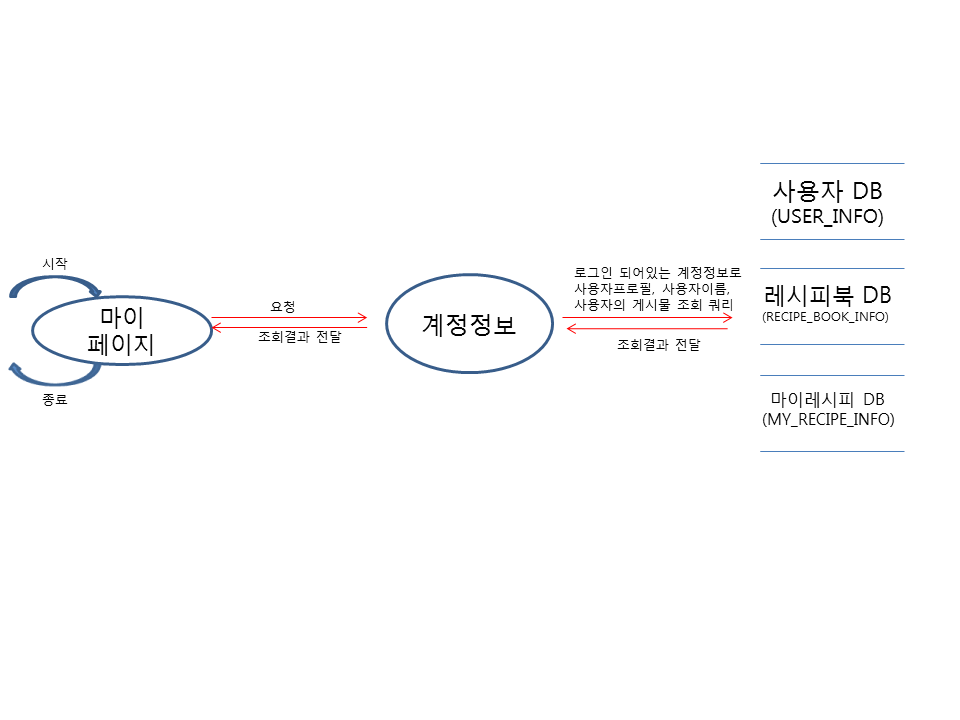 시작
마이
페이지
종료
요청
조회결과 전달
계정정보
로그인 되어있는 계정정보로
사용자프로필, 사용자이름,
사용자의 게시물 조회 쿼리
조회결과 전달
사용자 DB
(USER_INFO)
레시피북 DB
(RECIPE_BOOK_INFO)
마이레시피 DB
(MY_RECIPE_INFO)